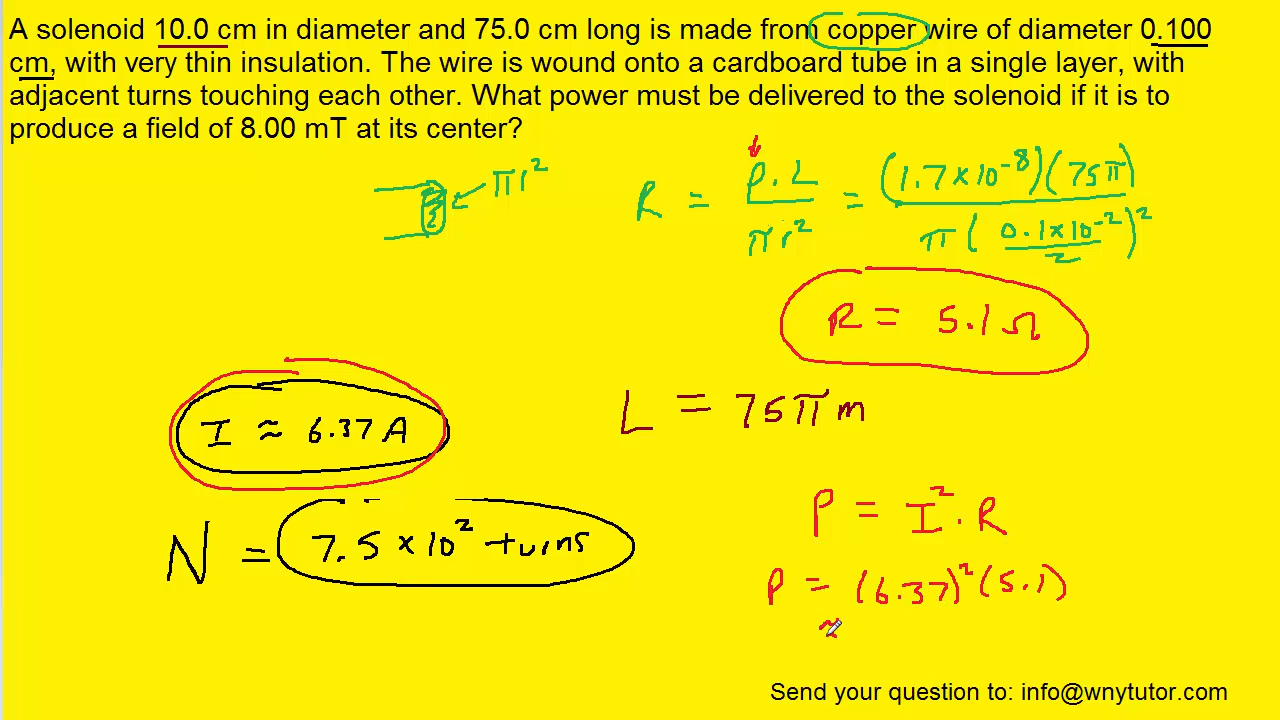 A solenoid 10.0 cm in diameter and 75.0 cm long is made from copper wire of diameter 0.100
cm, with very thin insulation. The wire is wound onto a cardboard tube in a single layer, with
adjacent turns touching each other. What power must be delivered to the solenoid if it is to
produce a field of 8.00 mT at its center?
πr²
R = ρ·L / πr² = (1.7×10⁻⁸)(75π) / π(0.1×10⁻²/2)²
R = 5.1Ω
I ≈ 6.37A
L = 75π m
N = 7.5×10² turns
P = I²·R
P = (6.37)²(5.1)
≈
Send your question to: info@wnytutor.com